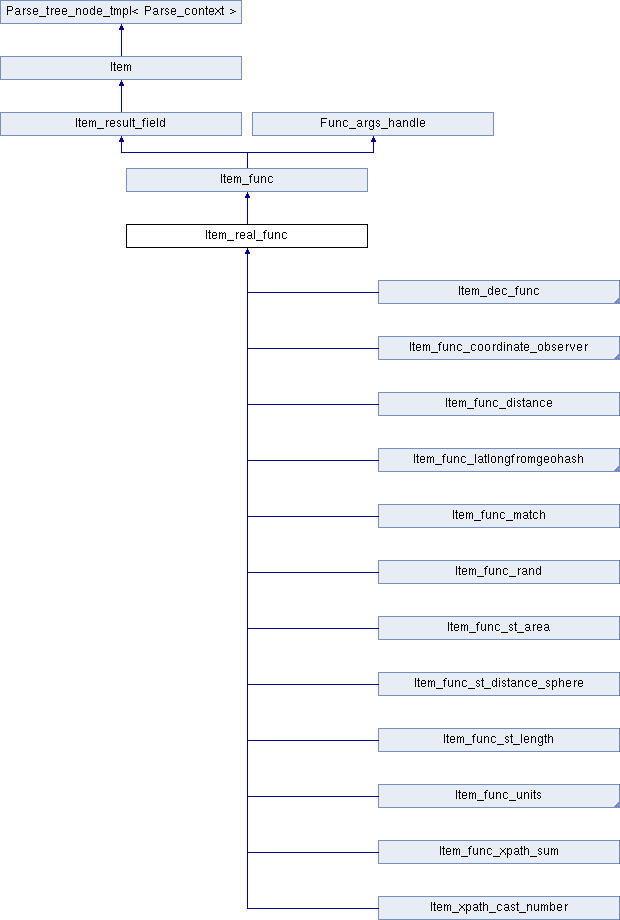 Parse_tree_node_tmpl< Parse_context >
Item
Item_result_field
Func_args_handle
Item_func
Item_real_func
Item_dec_func
Item_func_coordinate_observer
Item_func_distance
Item_func_latlongfromgeohash
Item_func_match
Item_func_rand
Item_func_st_area
Item_func_st_distance_sphere
Item_func_st_length
Item_func_units
Item_func_xpath_sum
Item_xpath_cast_number